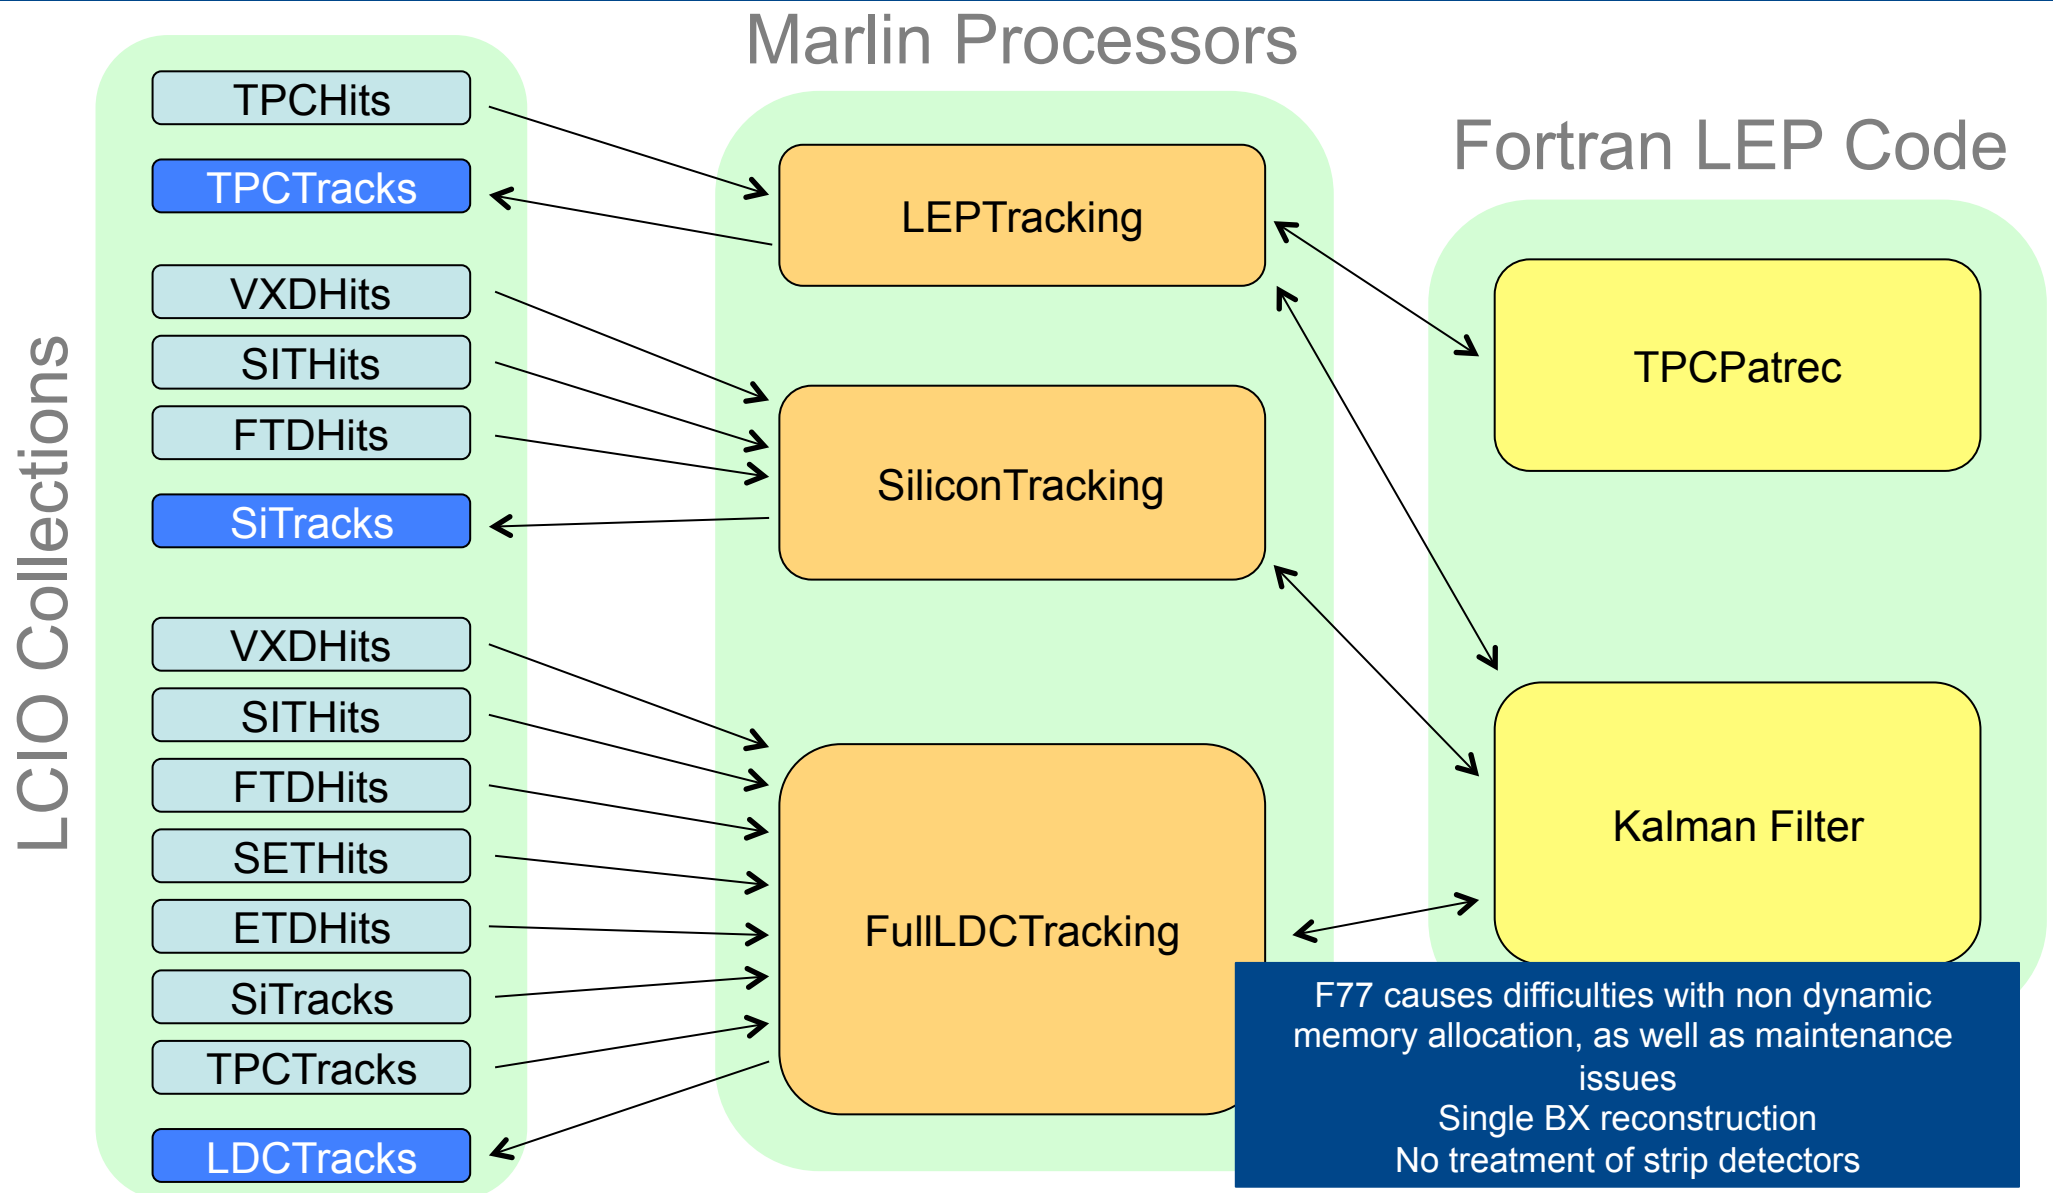 Marlin Processors
Fortran LEP Code
LCIO Collections
TPCHits
TPCTracks
VXDHits
SITHits
FTDHits
SiTracks
VXDHits
SITHits
FTDHits
SETHits
ETDHits
SiTracks
TPCTracks
LDCTracks
LEPTracking
SiliconTracking
FullLDCTracking
TPCPatrec
Kalman Filter
F77 causes difficulties with non dynamic
memory allocation, as well as maintenance
issues
Single BX reconstruction
No treatment of strip detectors